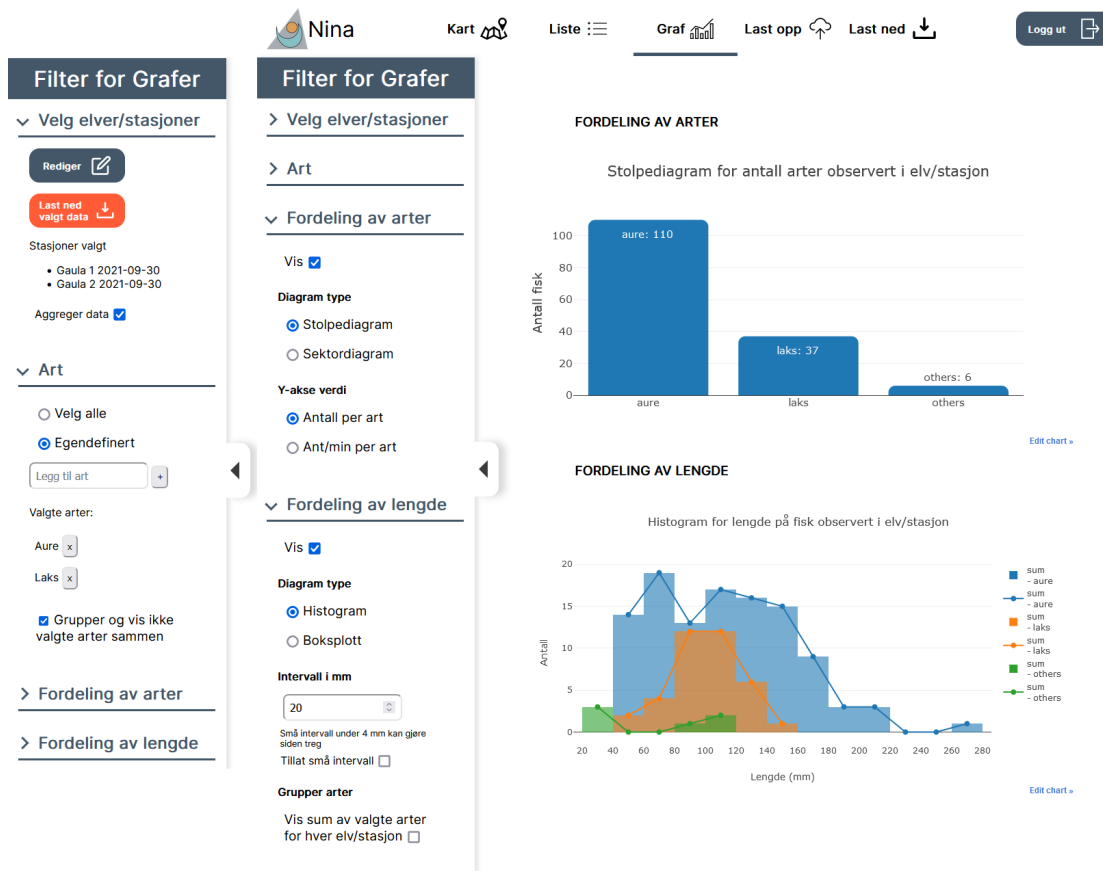 Nina
Kart
Liste
Graf
Last opp
Last ned
Logg ut
Filter for Grafer
Velg elver/stasjoner
Rediger
Last ned
valgt data
Stasjoner valgt
• Gaula 1 2021-09-30
• Gaula 2 2021-09-30
Aggreger data
Art
Velg alle
Egendefinert
Legg til art
+
Valgte arter:
Aure x
Laks x
Grupper og vis ikke
valgte arter sammen
Fordeling av arter
Fordeling av lengde
Filter for Grafer
Velg elver/stasjoner
Art
Fordeling av arter
Vis
Diagram type
Stolpediagram
Sektordiagram
Y-akse verdi
Antall per art
Ant/min per art
Fordeling av lengde
Vis
Diagram type
Histogram
Boksplott
Intervall i mm
20
Små intervall under 4 mm kan gjøre
siden treg
Tillat små intervall
Grupper arter
Vis sum av valgte arter
for hver elv/stasjon
FORDELING AV ARTER
Stolpediagram for antall arter observert i elv/stasjon
Antall fisk
100
80
60
40
20
0
aure: 110
laks: 37
others: 6
aure
laks
others
Edit chart »
FORDELING AV LENGDE
Histogram for lengde på fisk observert i elv/stasjon
Antall
20
15
10
5
0
20 40 60 80 100 120 140 160 180 200 220 240 260 280
Lengde (mm)
sum
- aure
sum
- aure
sum
- laks
sum
- laks
sum
- others
sum
- others
Edit chart »